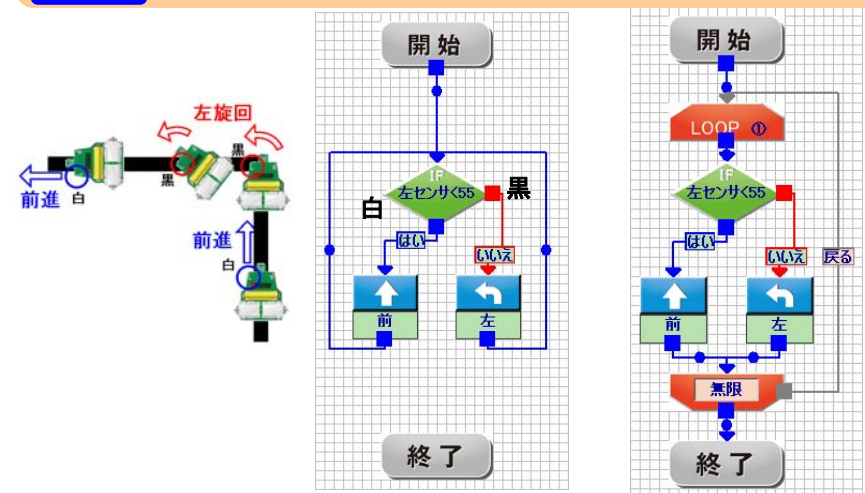 左旋回
黒
黒
前進
白
前進
白
開始
IF
左センサ<55
白
黒
はい
いいえ
前
左
終了
開始
LOOP ①
IF
左センサ<55
はい
いいえ
戻る
前
左
無限
終了